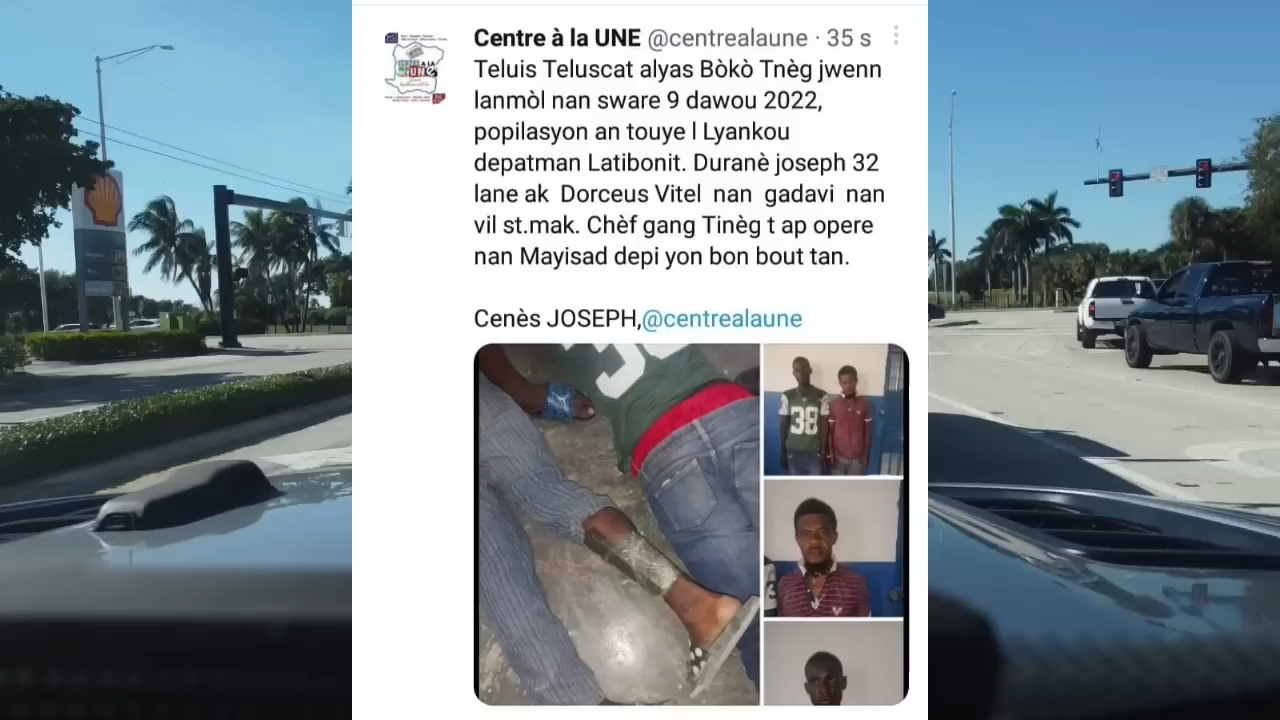 Centre à la UNE @centrealaune · 35 s
Teluis Teluscat alyas Bòkò Tnèg jwenn
lanmòl nan sware 9 dawou 2022,
popilasyon an touye l Lyankou
depatman Latibonit. Duranè joseph 32
lane ak Dorceus Vitel nan gadavi nan
vil st.mak. Chèf gang Tinèg t ap opere
nan Mayisad depi yon bon bout tan.
Cenès JOSEPH,@centrealaune
38